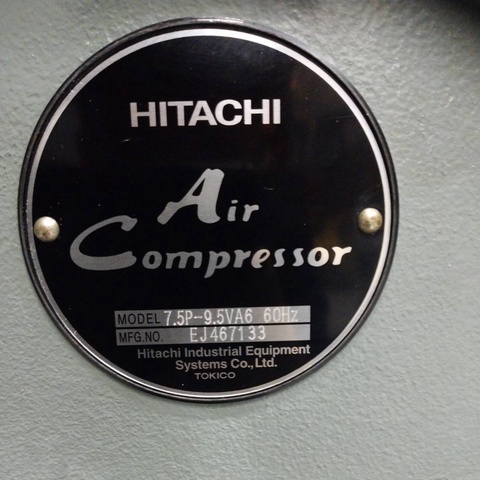 HITACHI
Air
Compressor
MODEL 7.5P-9.5VA6 60Hz
MFG.NO. EJ467133
Hitachi Industrial Equipment
Systems Co.,Ltd.
TOKICO